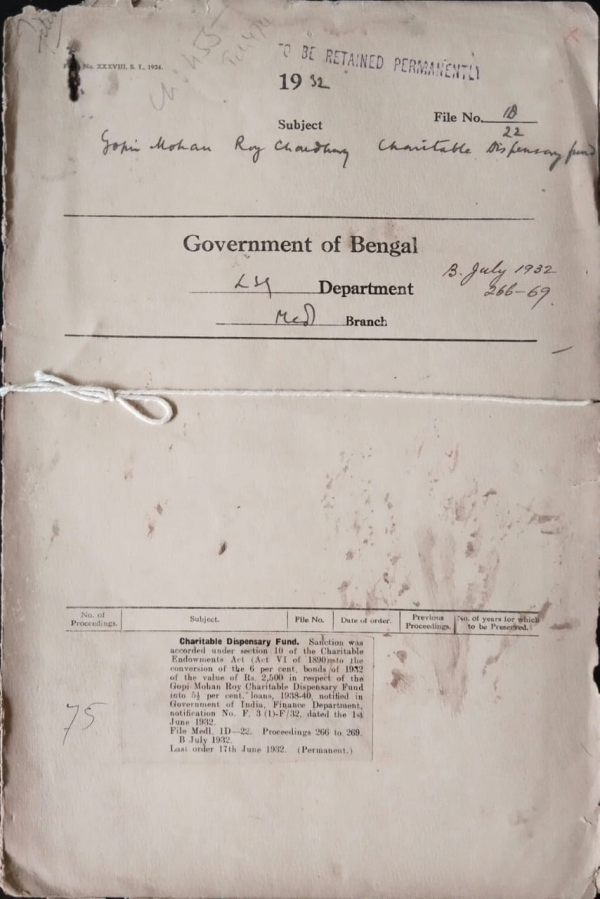 TO BE RETAINED PERMANENTLY
No. XXXVIII, S. I., 1924.
1932
File No. 1D/22
Subject
Gopi Mohan Roy Chaudhury Charitable Dispensary fund
Government of Bengal
B. July 1932
266-69.
LSG Department
Medl Branch
No. of Proceedings. Subject. File No. Date of order. Previous Proceedings. No. of years for which to be Preserved.
Charitable Dispensary Fund. Sanction was
accorded under section 10 of the Charitable
Endowments Act (Act VI of 1890) to the
conversion of the 6 per cent. bonds of 1932
of the value of Rs. 2,500 in respect of the
Gopi Mohan Roy Charitable Dispensary Fund
into 5½ per cent. loans, 1938-40, notified in
Government of India, Finance Department,
notification No. F. 3 (1)-F/32, dated the 1st
June 1932.
File Medl. 1D—22. Proceedings 266 to 269.
B July 1932.
Last order 17th June 1932. (Permanent.)
75